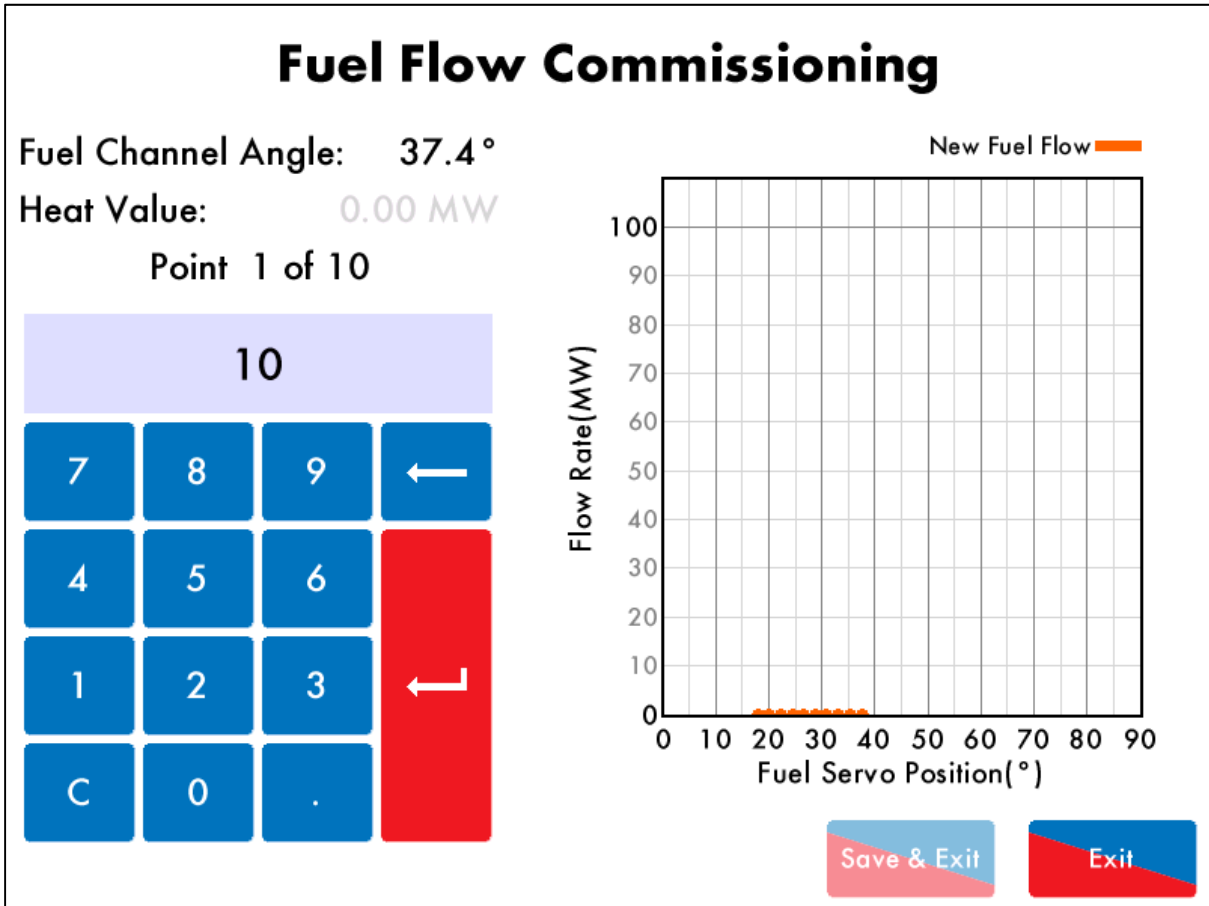 Fuel Flow Commissioning
Fuel Channel Angle: 37.4°
Heat Value: 0.00 MW
Point 1 of 10
10
7 8 9
4 5 6
1 2 3
C 0 .
New Fuel Flow
Flow Rate(MW)
100
90
80
70
60
50
40
30
20
10
0
0 10 20 30 40 50 60 70 80 90
Fuel Servo Position(°)
Save & Exit
Exit